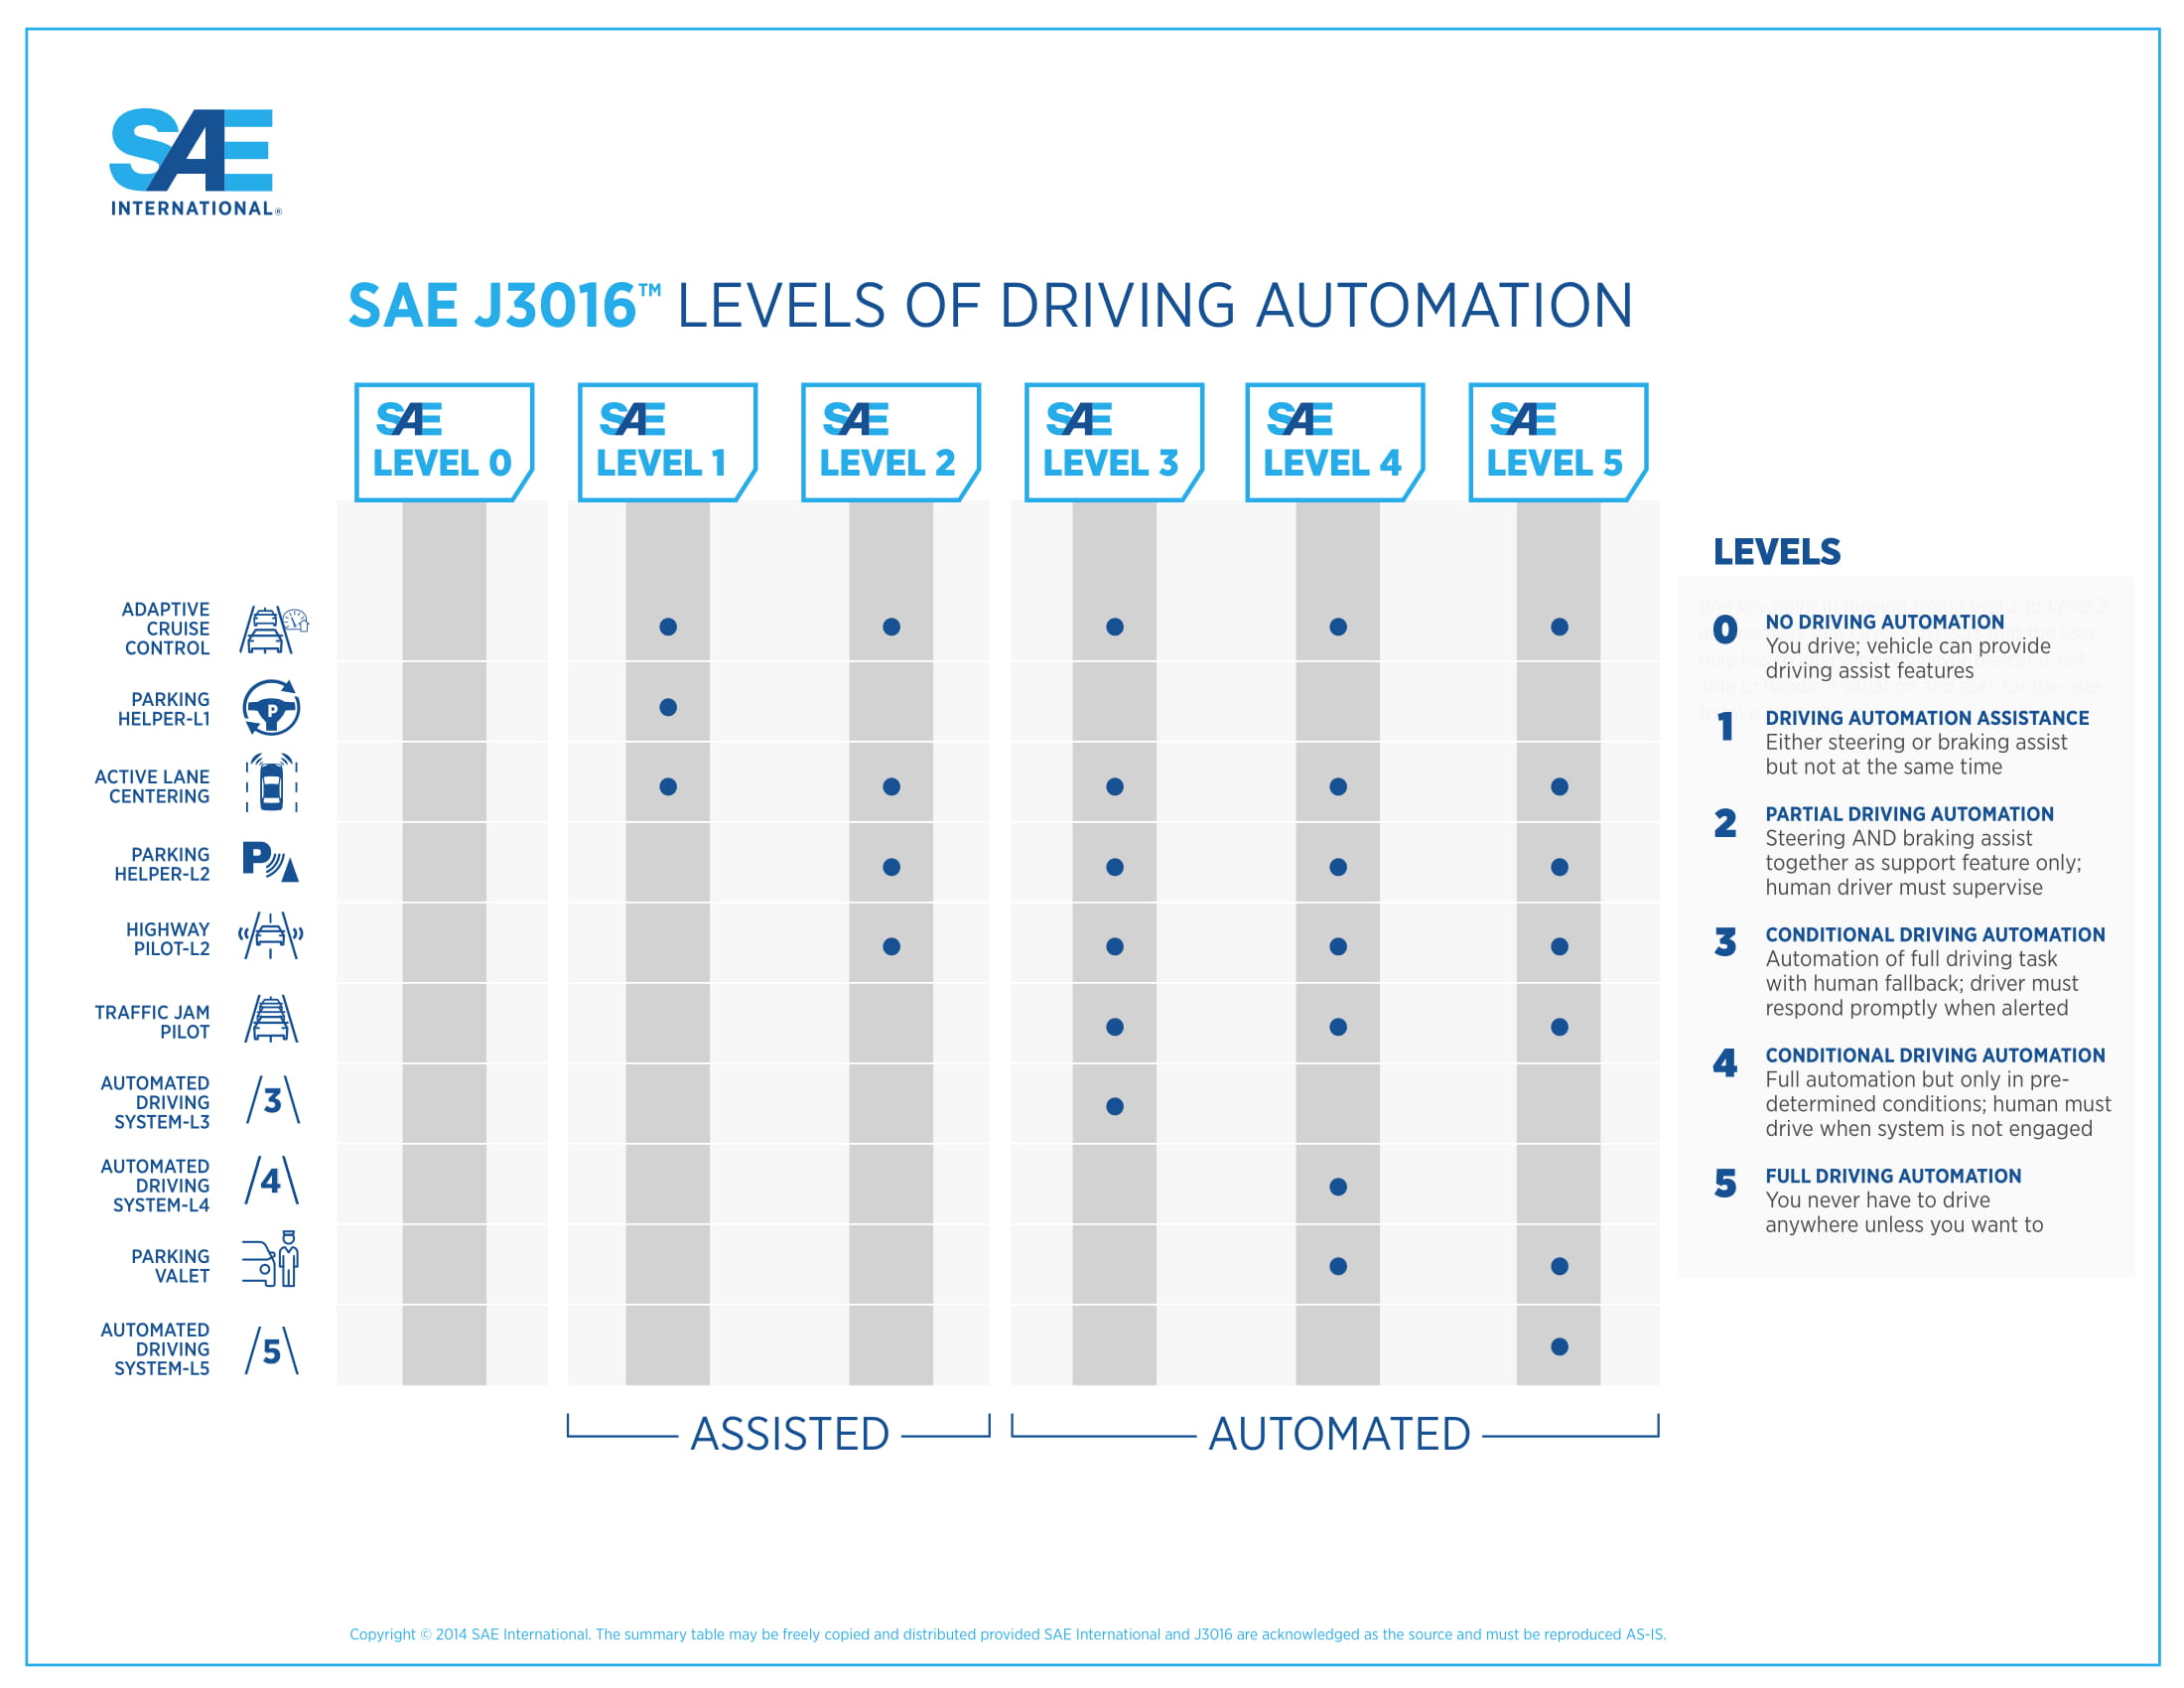 SAE
INTERNATIONAL®
SAE J3016™ LEVELS OF DRIVING AUTOMATION
SAE
LEVEL 0
SAE
LEVEL 1
SAE
LEVEL 2
SAE
LEVEL 3
SAE
LEVEL 4
SAE
LEVEL 5
ADAPTIVE
CRUISE
CONTROL
PARKING
HELPER-L1
P
ACTIVE LANE
CENTERING
PARKING
HELPER-L2
P
HIGHWAY
PILOT-L2
TRAFFIC JAM
PILOT
AUTOMATED
DRIVING
SYSTEM-L3
3
AUTOMATED
DRIVING
SYSTEM-L4
4
PARKING
VALET
AUTOMATED
DRIVING
SYSTEM-L5
5
ASSISTED
AUTOMATED
LEVELS
0
NO DRIVING AUTOMATION
You drive; vehicle can provide
driving assist features
1
DRIVING AUTOMATION ASSISTANCE
Either steering or braking assist
but not at the same time
2
PARTIAL DRIVING AUTOMATION
Steering AND braking assist
together as support feature only;
human driver must supervise
3
CONDITIONAL DRIVING AUTOMATION
Automation of full driving task
with human fallback; driver must
respond promptly when alerted
4
CONDITIONAL DRIVING AUTOMATION
Full automation but only in pre-
determined conditions; human must
drive when system is not engaged
5
FULL DRIVING AUTOMATION
You never have to drive
anywhere unless you want to
Copyright © 2014 SAE International. The summary table may be freely copied and distributed provided SAE International and J3016 are acknowledged as the source and must be reproduced AS-IS.